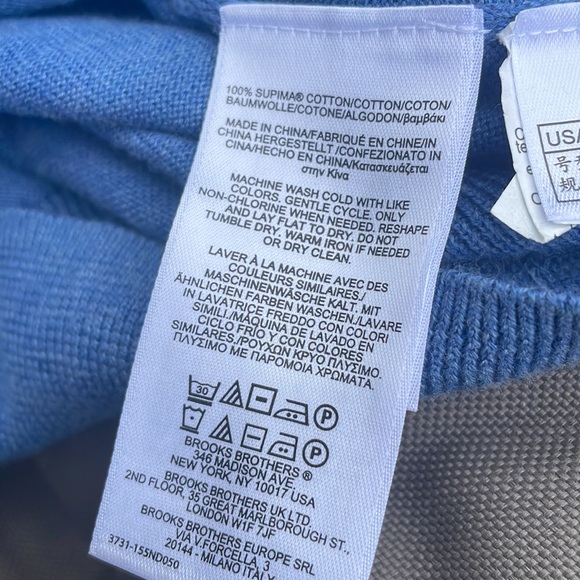 100% SUPIMA® COTTON/COTTON/COTON/
BAUMWOLLE/COTONE/ALGODON/βαμβάκι
MADE IN CHINA/FABRIQUÉ EN CHINE/IN
CHINA HERGESTELLT /CONFEZIONATO IN
CINA/HECHO EN CHINA/Κατασκευάζεται
στην Κίνα
MACHINE WASH COLD WITH LIKE
COLORS, GENTLE CYCLE. ONLY
NON-CHLORINE WHEN NEEDED. RESHAPE
AND LAY FLAT TO DRY. DO NOT
TUMBLE DRY. WARM IRON IF NEEDED
OR DRY CLEAN.
LAVER À LA MACHINE AVEC DES
COULEURS SIMILAIRES./
MASCHINENWÄSCHE KALT. MIT
ÄHNLICHEN FARBEN WASCHEN./LAVARE
IN LAVATRICE FREDDO CON COLORI
SIMILI./MÁQUINA DE LAVADO EN
CICLO FRÍO Y CON COLORES
SIMILARES./ΡΟΥΧΩΝ ΚΡΥΟ ΠΛΥΣΙΜΟ.
ΠΛΥΣΙΜΟ ΜΕ ΠΑΡΟΜΟΙΑ ΧΡΩΜΑΤΑ.
30 P
P
BROOKS BROTHERS ®
346 MADISON AVE.
NEW YORK, NY 10017 USA
BROOKS BROTHERS UK LTD
2ND FLOOR, 35 GREAT MARLBOROUGH ST.,
LONDON W1F 7JF
BROOKS BROTHERS EUROPE SRL
VIA V.FORCELLA, 3
20144 - MILANO ITALY
3731-15SND050
USA
号
规